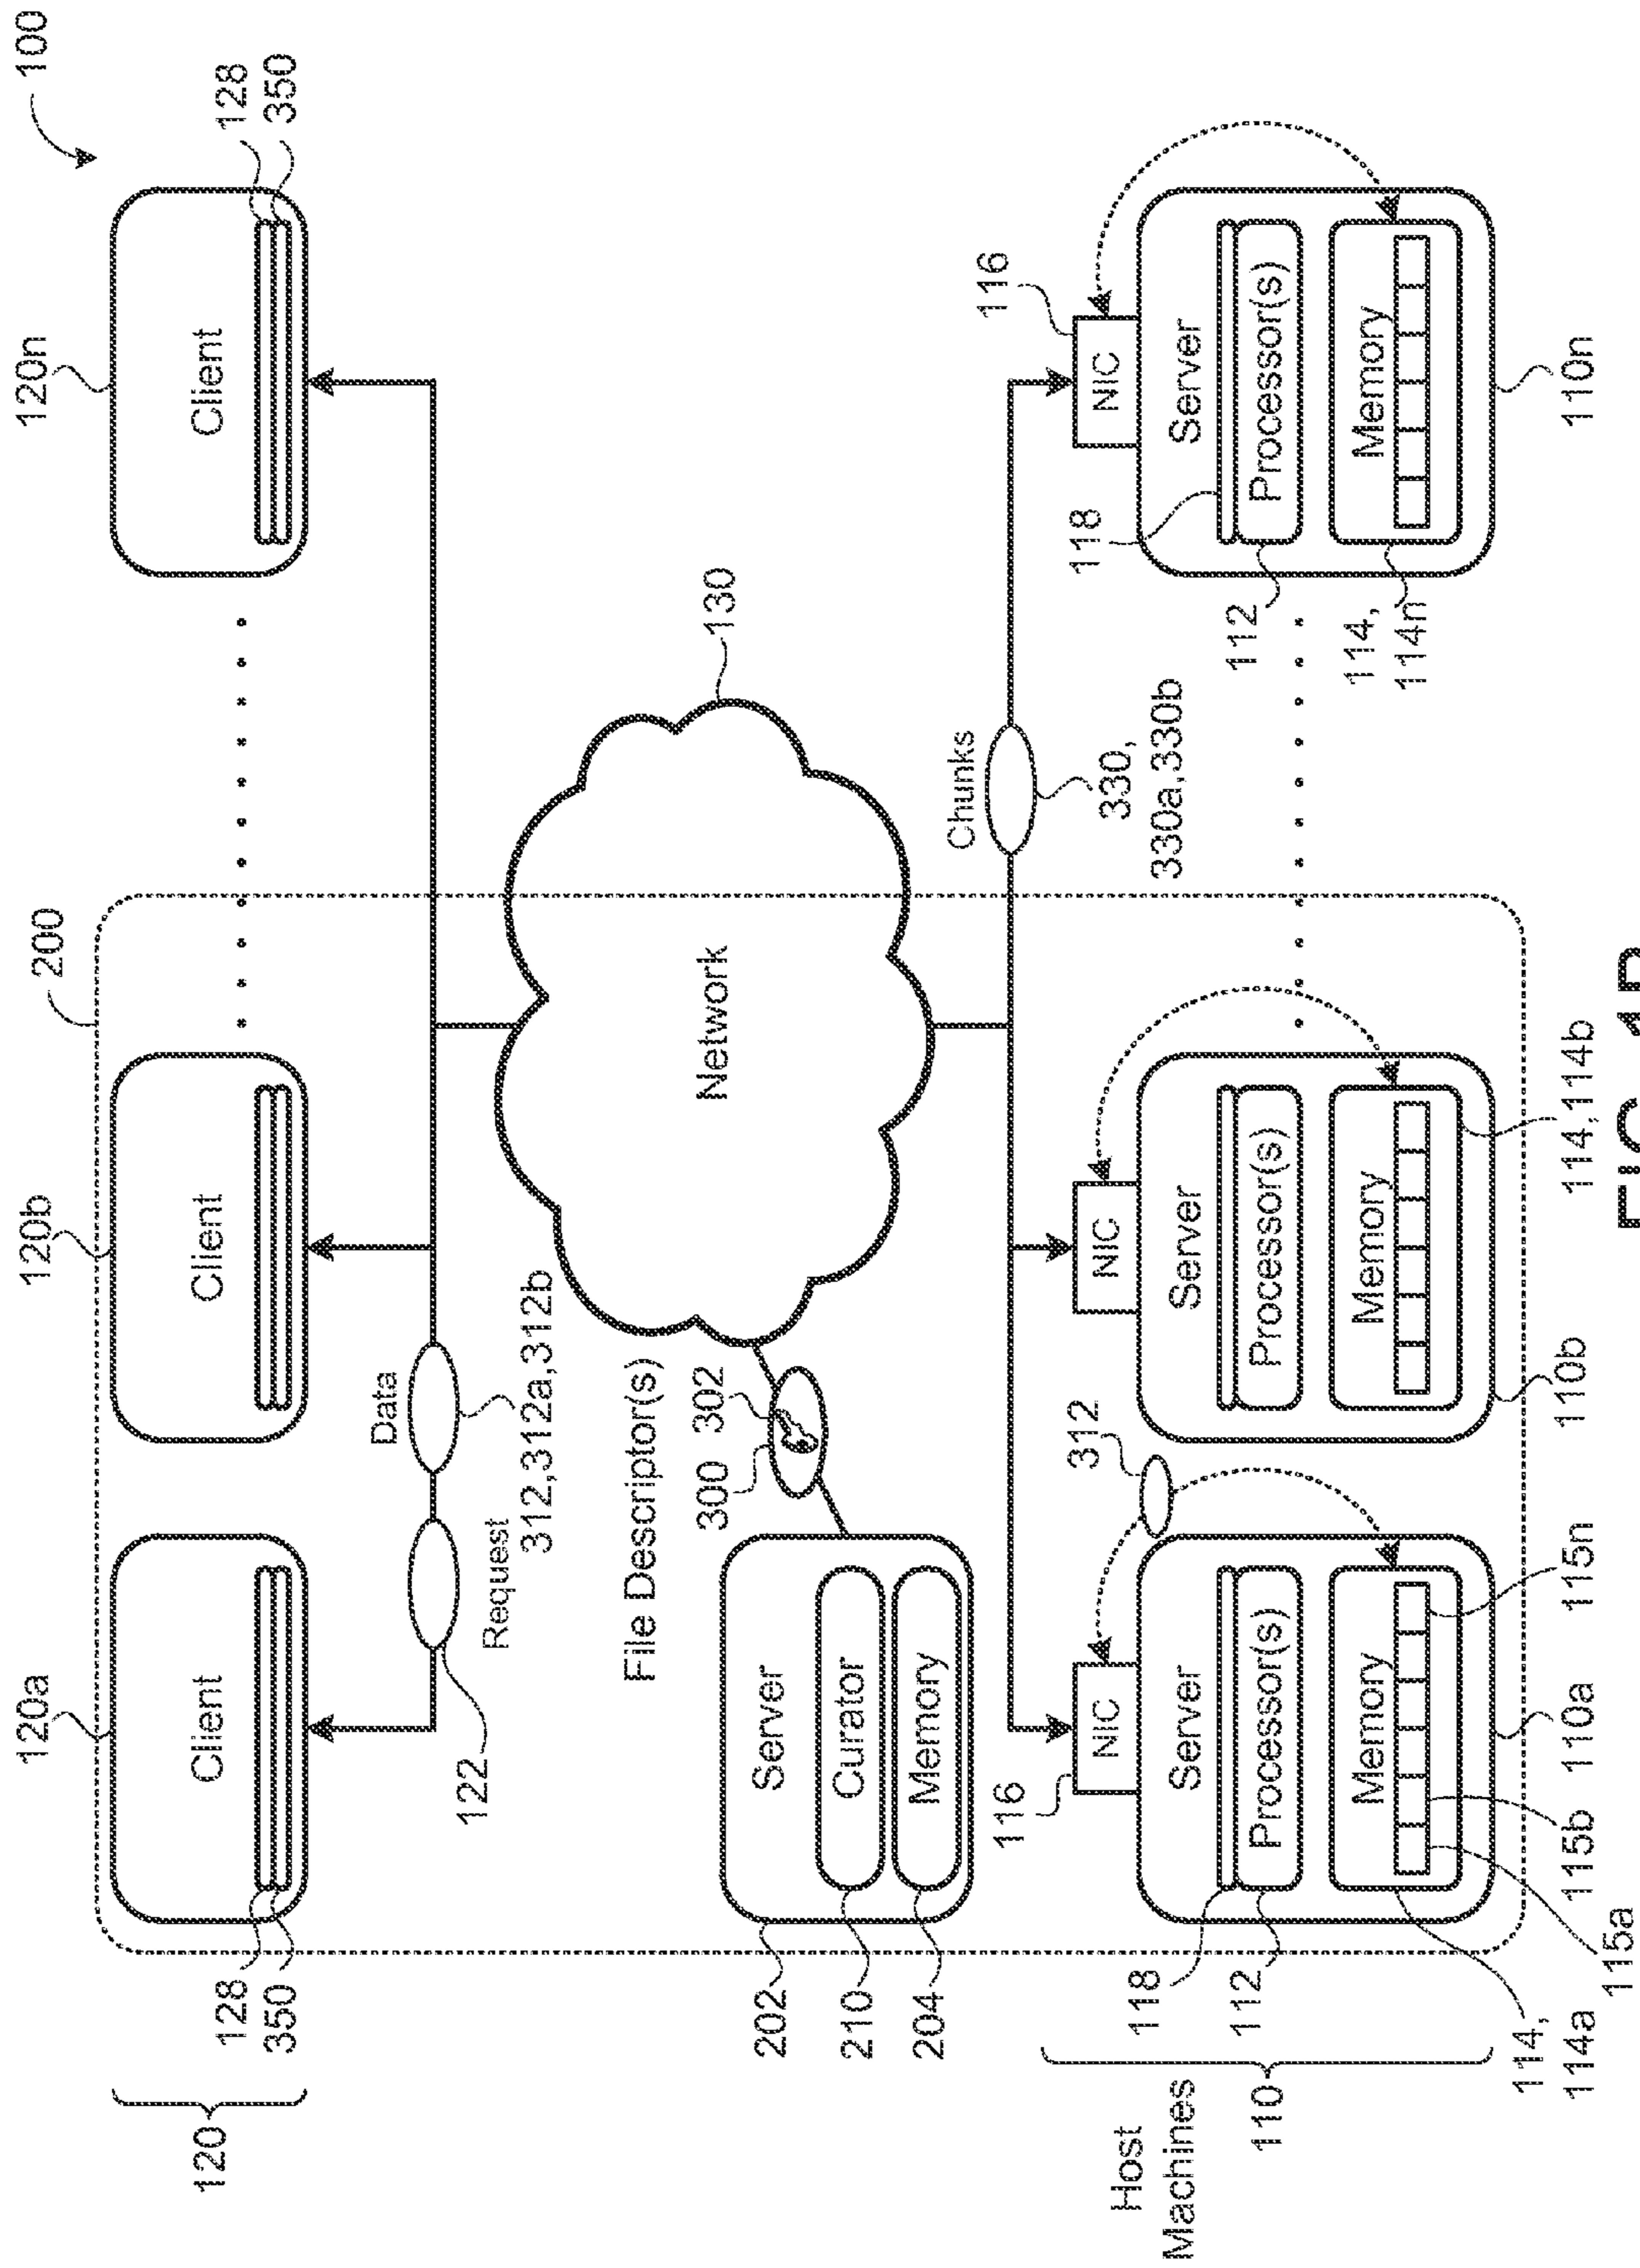 100
120a
120b
200
120n
120
Client
Client
Client
128
128
350
350
Data
122
Request
312,312a,312b
File Descriptor(s)
300 302
Network
130
202
Server
210
Curator
204
Memory
Chunks
116
116
NIC
NIC
NIC
312
330,
330a,330b
118
Host
Machines
110
118
Server
Server
Server
112
Processor(s)
Processor(s)
112
Processor(s)
Memory
Memory
114,
114n
Memory
114,
114a
115a
115b
110a
115n
110b
114,114b
110n